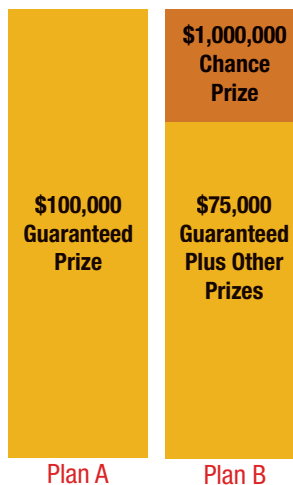 $100,000
Guaranteed
Prize
$1,000,000
Chance
Prize
$75,000
Guaranteed
Plus Other
Prizes
Plan A
Plan B